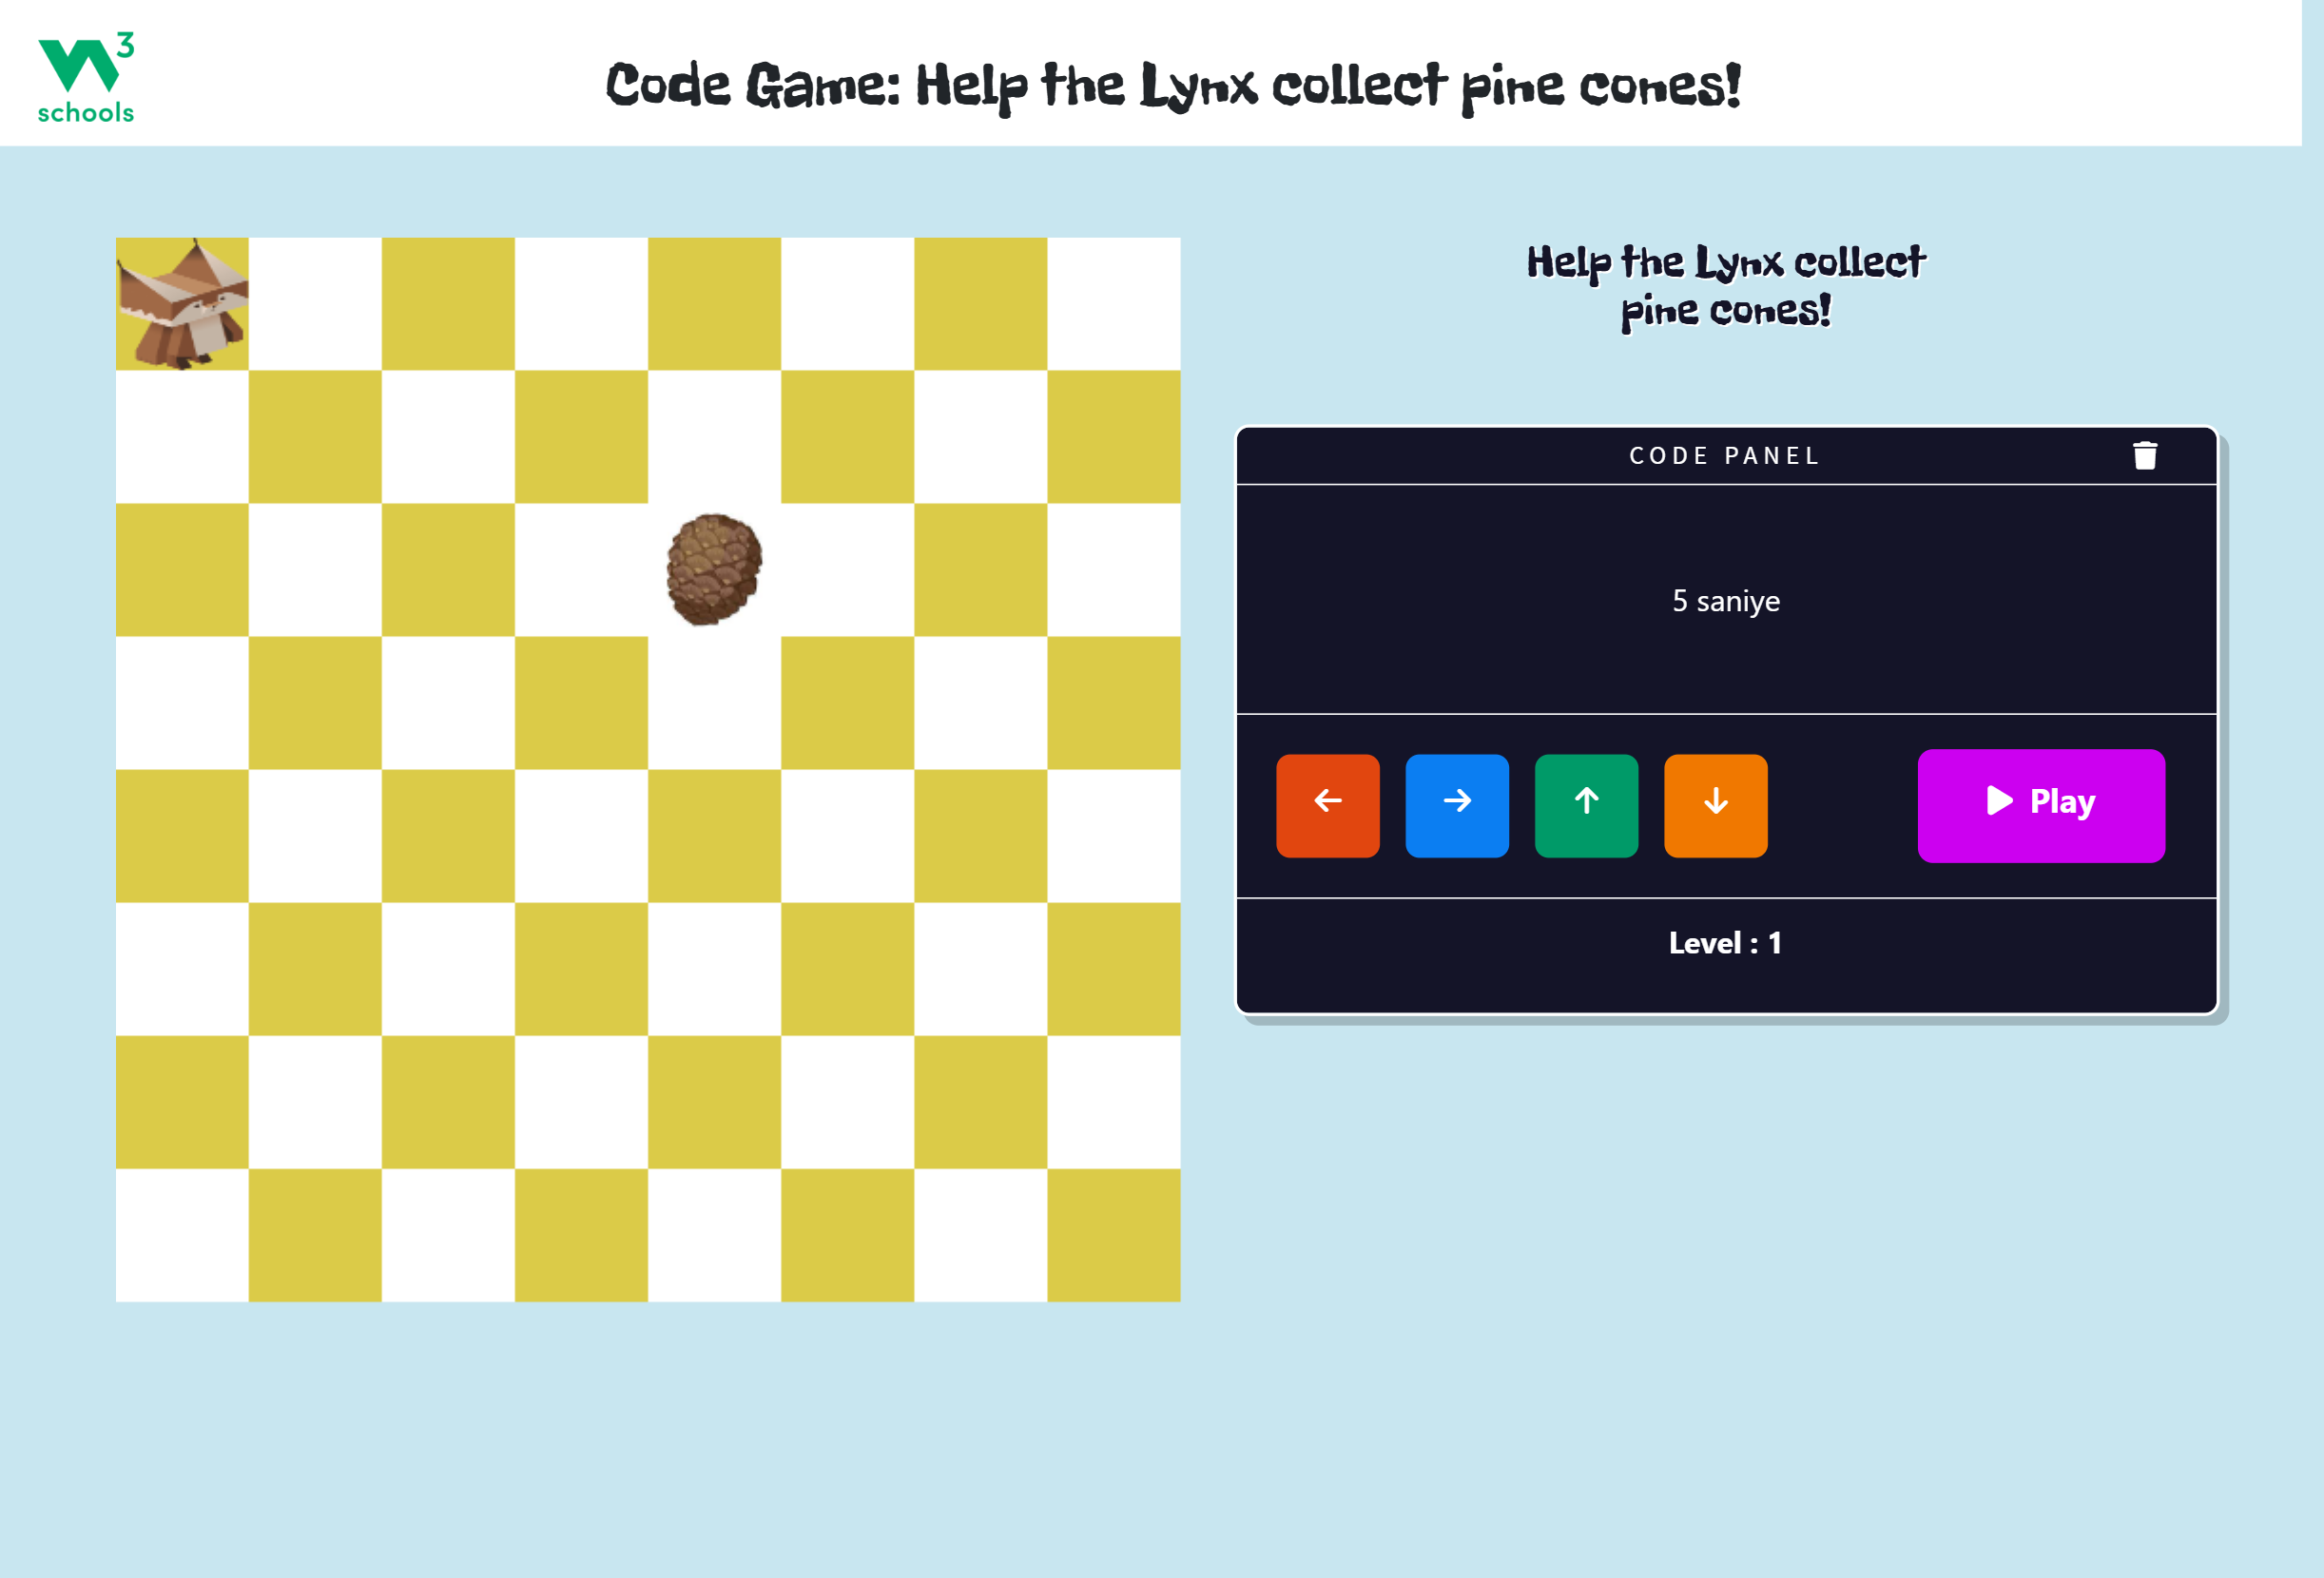 3
schools
Code Game: Help the Lynx collect pine cones!
Help the Lynx collect
pine cones!
CODE PANEL
5 saniye
Play
Level : 1